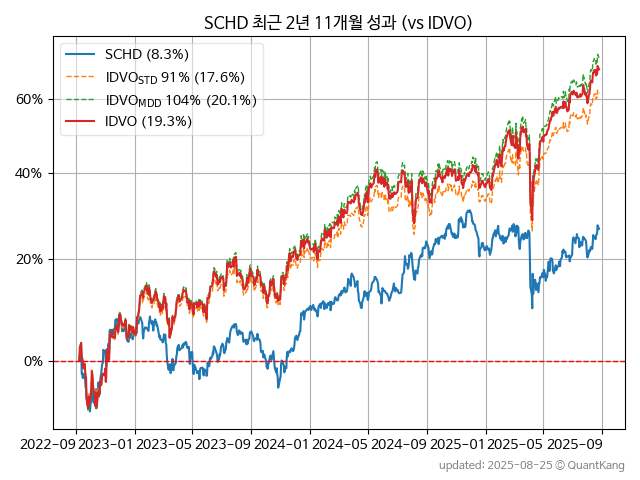 SCHD 최근 2년 11개월 성과 (vs IDVO)
SCHD (8.3%)
IDVO_STD 91% (17.6%)
IDVO_MDD 104% (20.1%)
IDVO (19.3%)
60%
40%
20%
0%
2022-09 2023-01 2023-05 2023-09 2024-01 2024-05 2024-09 2025-01 2025-05 2025-09
updated: 2025-08-25 © QuantKang